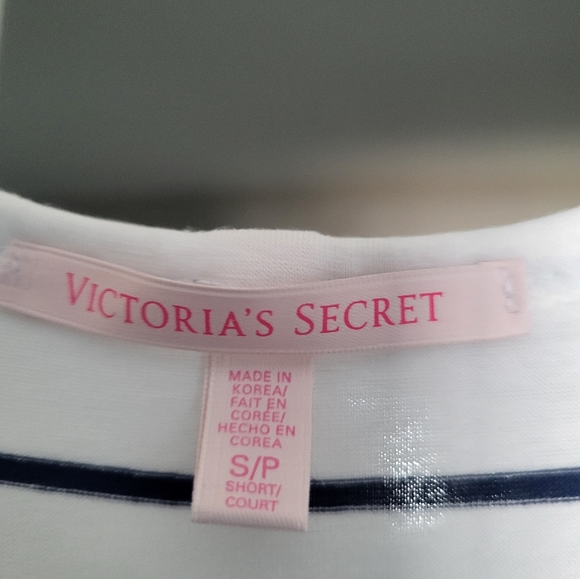 VICTORIA'S SECRET
MADE IN
KOREA/
FAIT EN
CORÉE/
HECHO EN
COREA
S/P
SHORT/
COURT